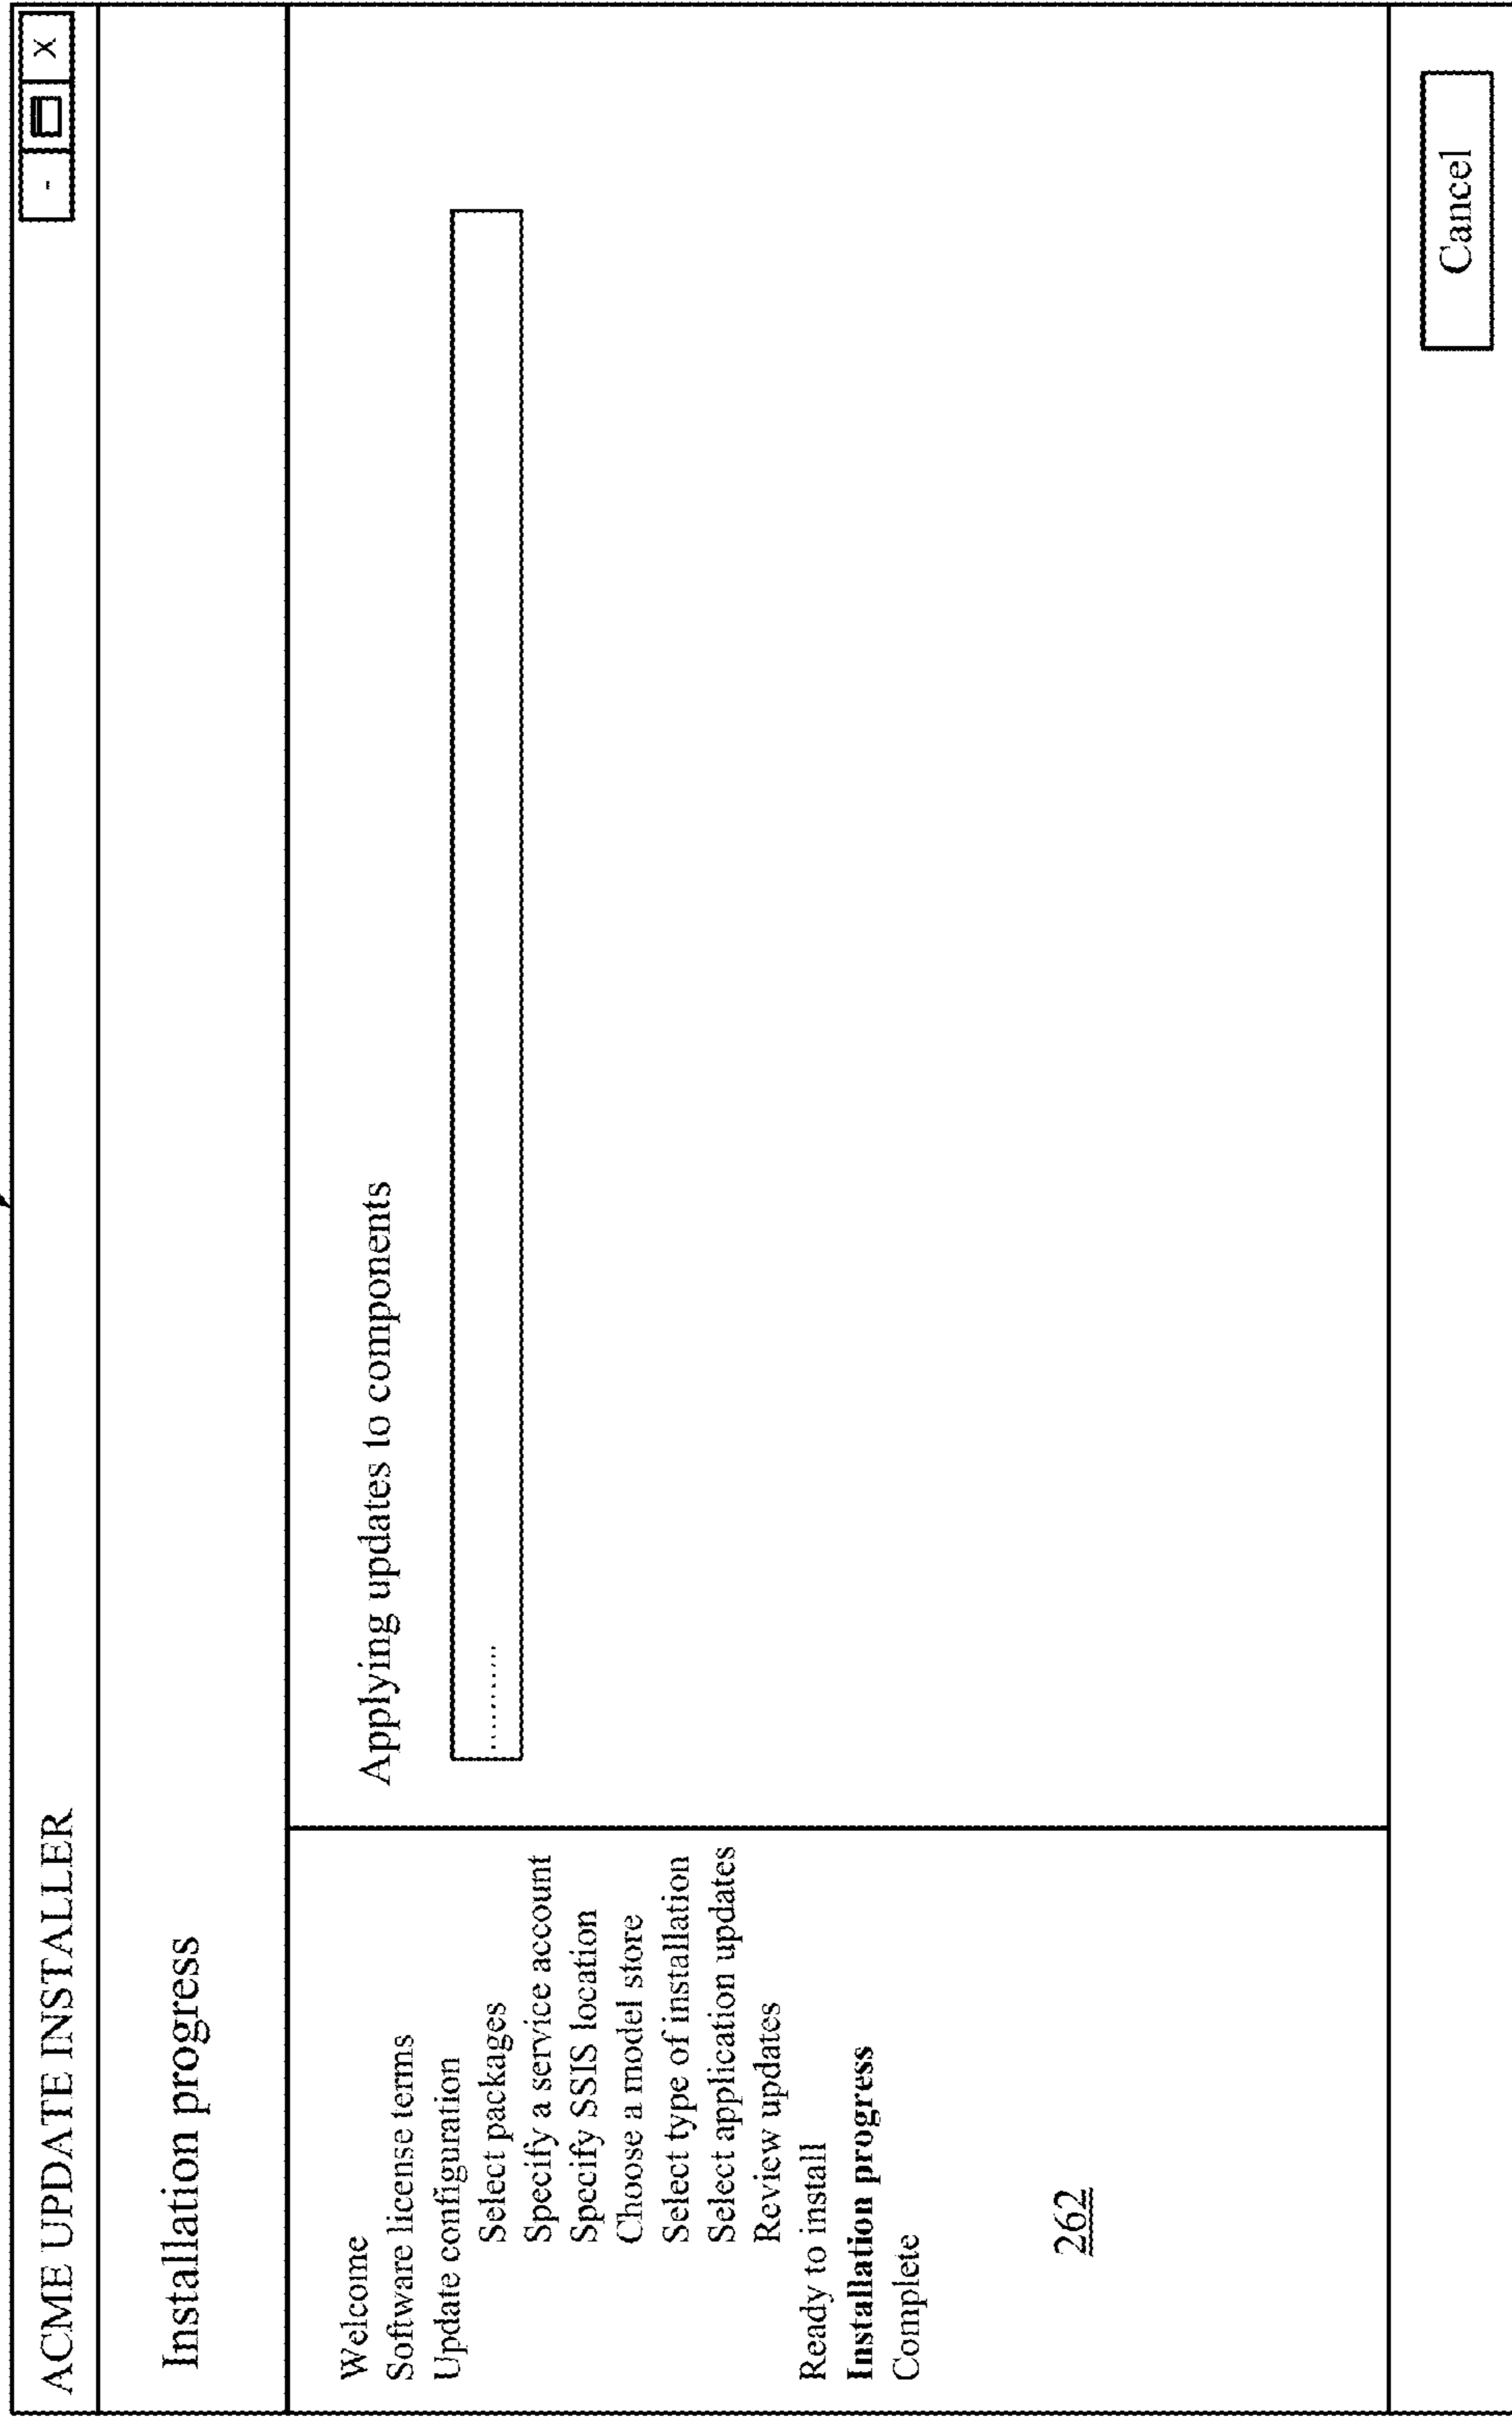 ACME UPDATE INSTALLER
- X
Installation progress
Welcome
Software license terms
Update configuration
Select packages
Specify a service account
Specify SSIS location
Choose a model store
Select type of installation
Select application updates
Review updates
Ready to install
Installation progress
Complete
262
Applying updates to components
..........
Cancel